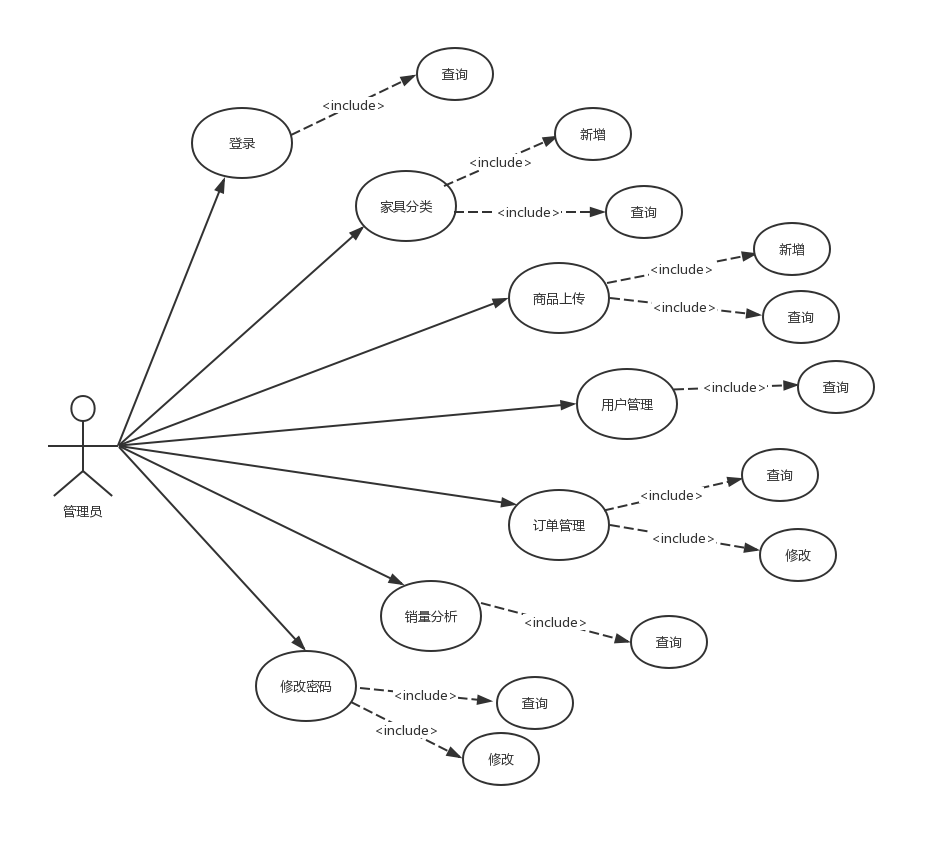 查询
<include>
登录
新增
<include>
家具分类
<include>
查询
新增
<include>
商品上传
<include>
查询
用户管理
<include>
查询
查询
<include>
订单管理
<include>
修改
管理员
销量分析
<include>
查询
修改密码
<include>
查询
<include>
修改